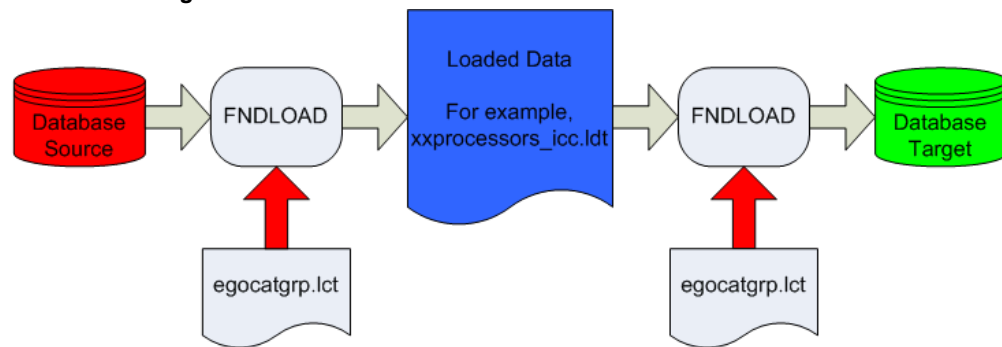 g
Database
Source
FNDLOAD
Loaded Data
For example,
xxprocessors_icc.ldt
FNDLOAD
Database
Target
egocatgrp.lct
egocatgrp.lct